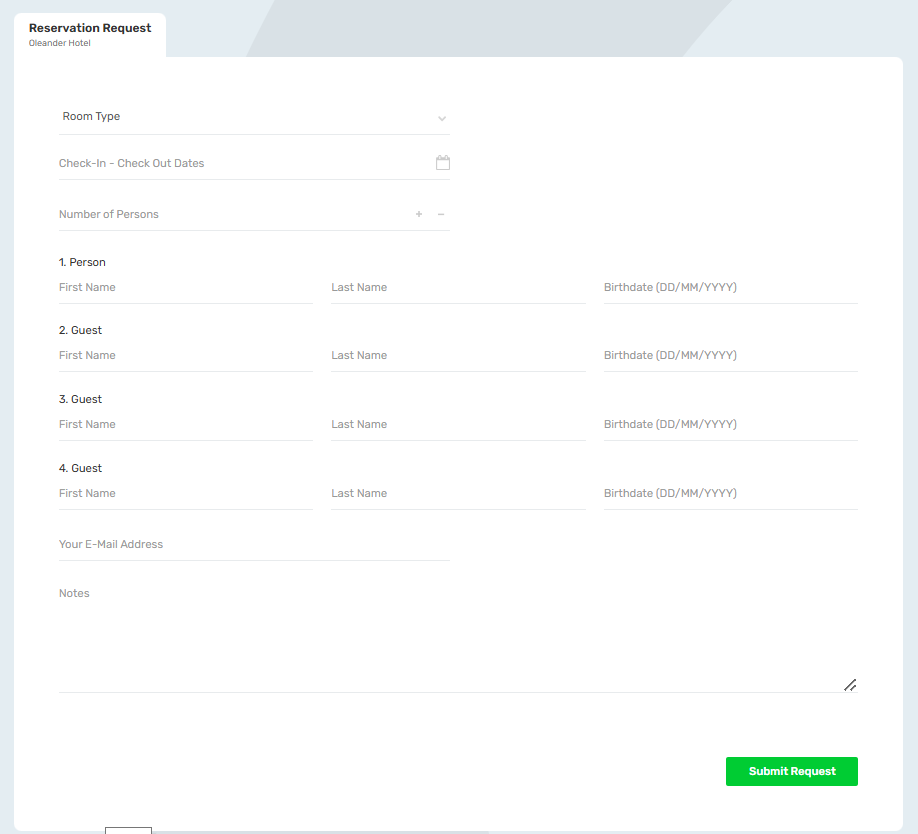 Reservation Request
Oleander Hotel
Room Type
Check-In - Check Out Dates
Number of Persons + −
1. Person
First Name Last Name Birthdate (DD/MM/YYYY)
2. Guest
First Name Last Name Birthdate (DD/MM/YYYY)
3. Guest
First Name Last Name Birthdate (DD/MM/YYYY)
4. Guest
First Name Last Name Birthdate (DD/MM/YYYY)
Your E-Mail Address
Notes
Submit Request